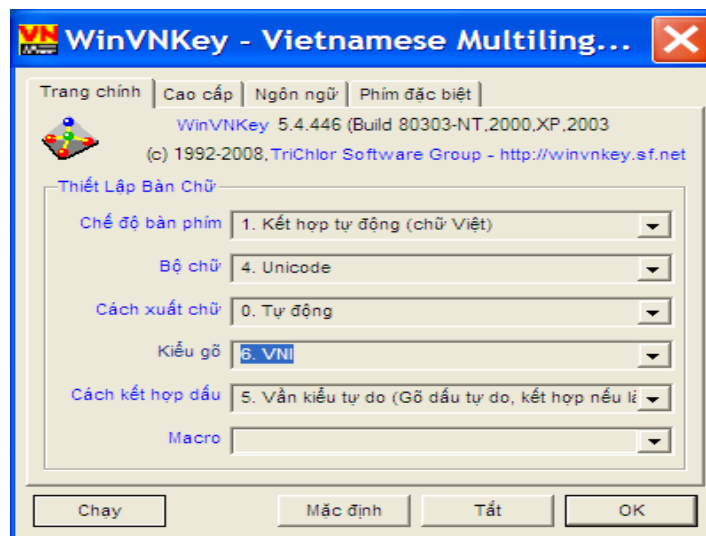 VN WinVNKey - Vietnamese Multiling...
Trang chính Cao cấp Ngôn ngữ Phím đặc biệt
WinVNKey 5.4.446 (Build 80303-NT,2000,XP,2003
(c) 1992-2008,TriChlor Software Group - http://winvnkey.sf.net
Thiết Lập Bàn Chữ
Chế độ bàn phím 1. Kết hợp tự động (chữ Việt)
Bộ chữ 4. Unicode
Cách xuất chữ 0. Tự động
Kiểu gõ 6. VNI
Cách kết hợp dấu 5. Vần kiểu tự do (Gõ dấu tự do, kết hợp nếu
Macro
Chạy Mặc định Tắt OK